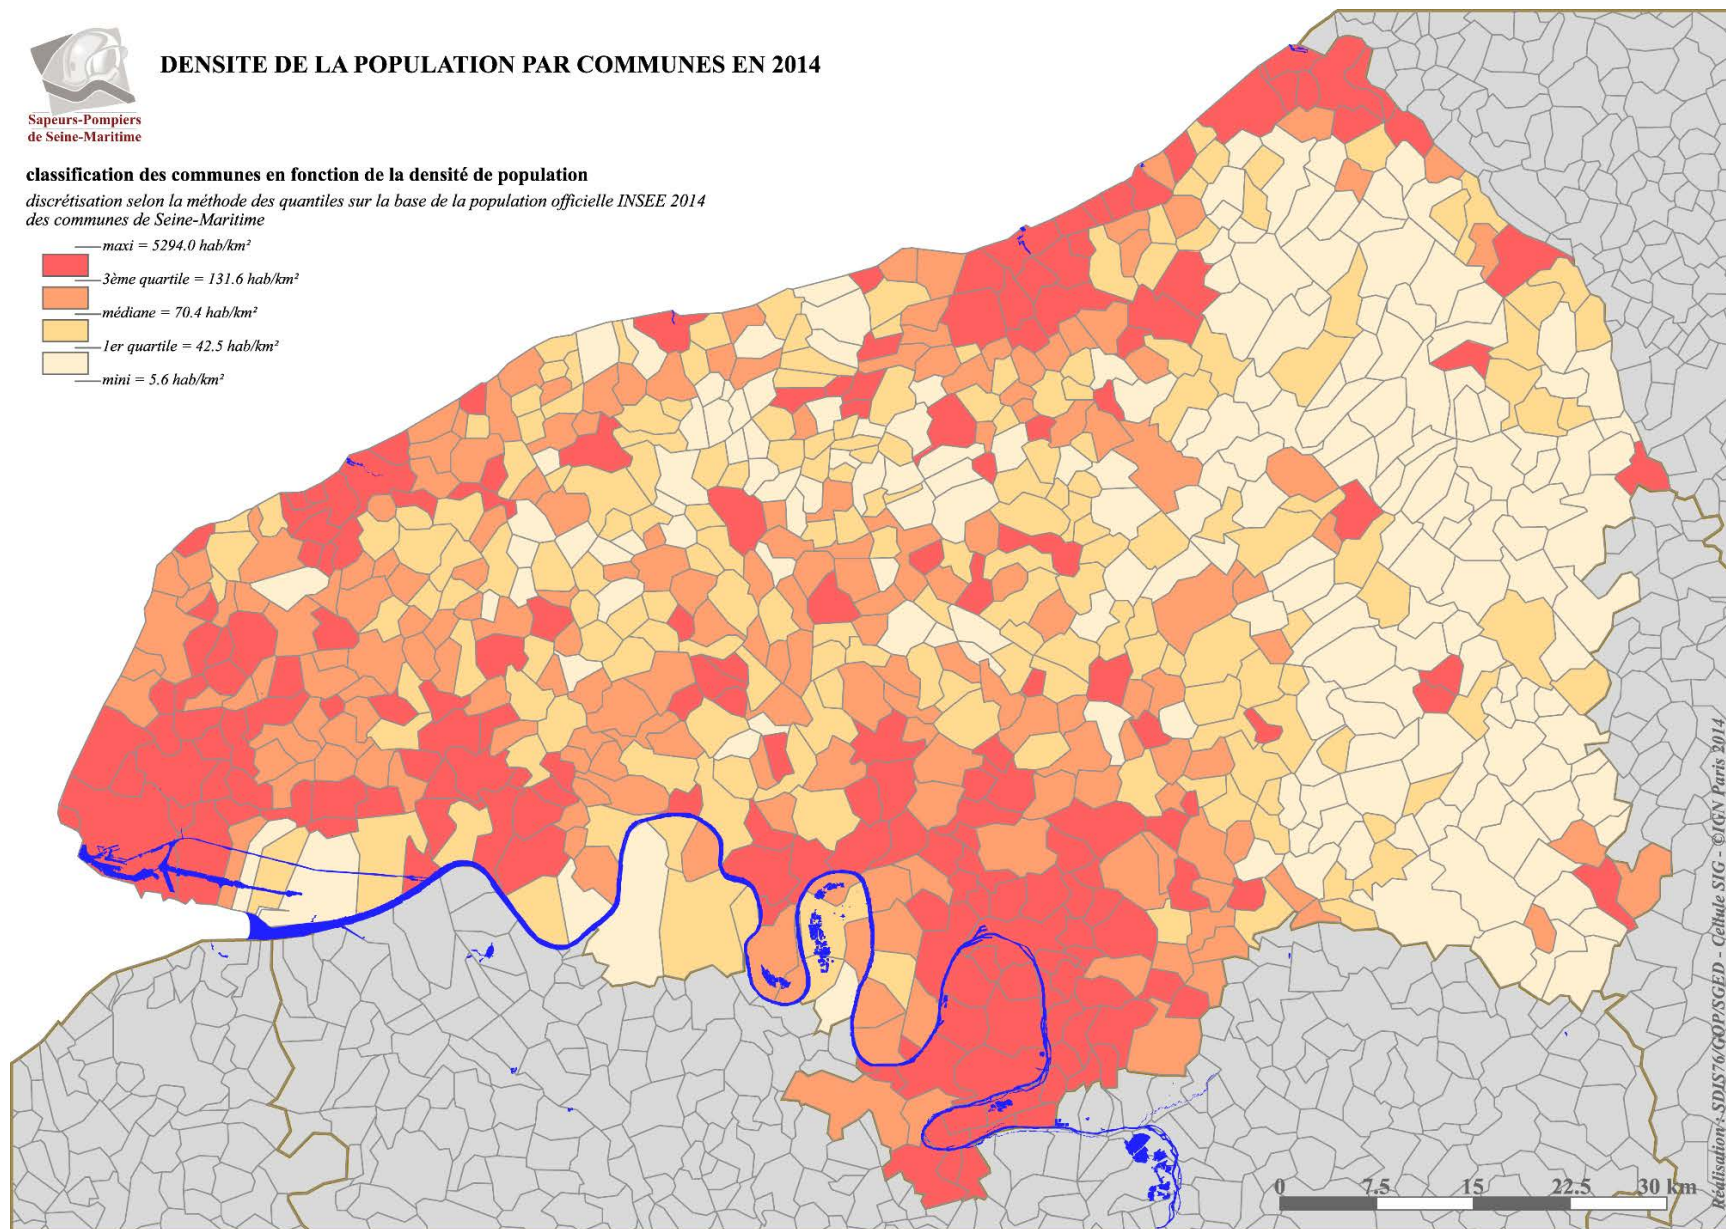 DENSITE DE LA POPULATION PAR COMMUNES EN 2014
Sapeurs-Pompiers
de Seine-Maritime
classification des communes en fonction de la densité de population
discrétisation selon la méthode des quantiles sur la base de la population officielle INSEE 2014
des communes de Seine-Maritime
maxi = 5294.0 hab/km²
3ème quartile = 131.6 hab/km²
médiane = 70.4 hab/km²
1er quartile = 42.5 hab/km²
mini = 5.6 hab/km²
réalisation : SDIS76/GOP/SGED - Cellule SIG - ©IGN Paris 2014
0 7.5 15 22.5 30 km